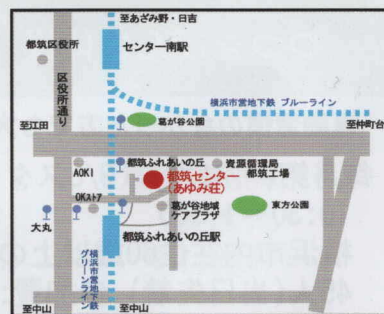 至あざみ野・日吉
都筑区役所
センター南駅
区役所通り
横浜市営地下鉄 ブルーライン
至江田
葛が谷公園
至仲町台
AOKI
都筑ふれあいの丘
資源循環局
都筑工場
都筑センター
(あゆみ荘)
OKストア
葛が谷地域
ケアプラザ
東方公園
大丸
都筑ふれあいの丘駅
横浜市営地下鉄
グリーンライン
至中山
至中山